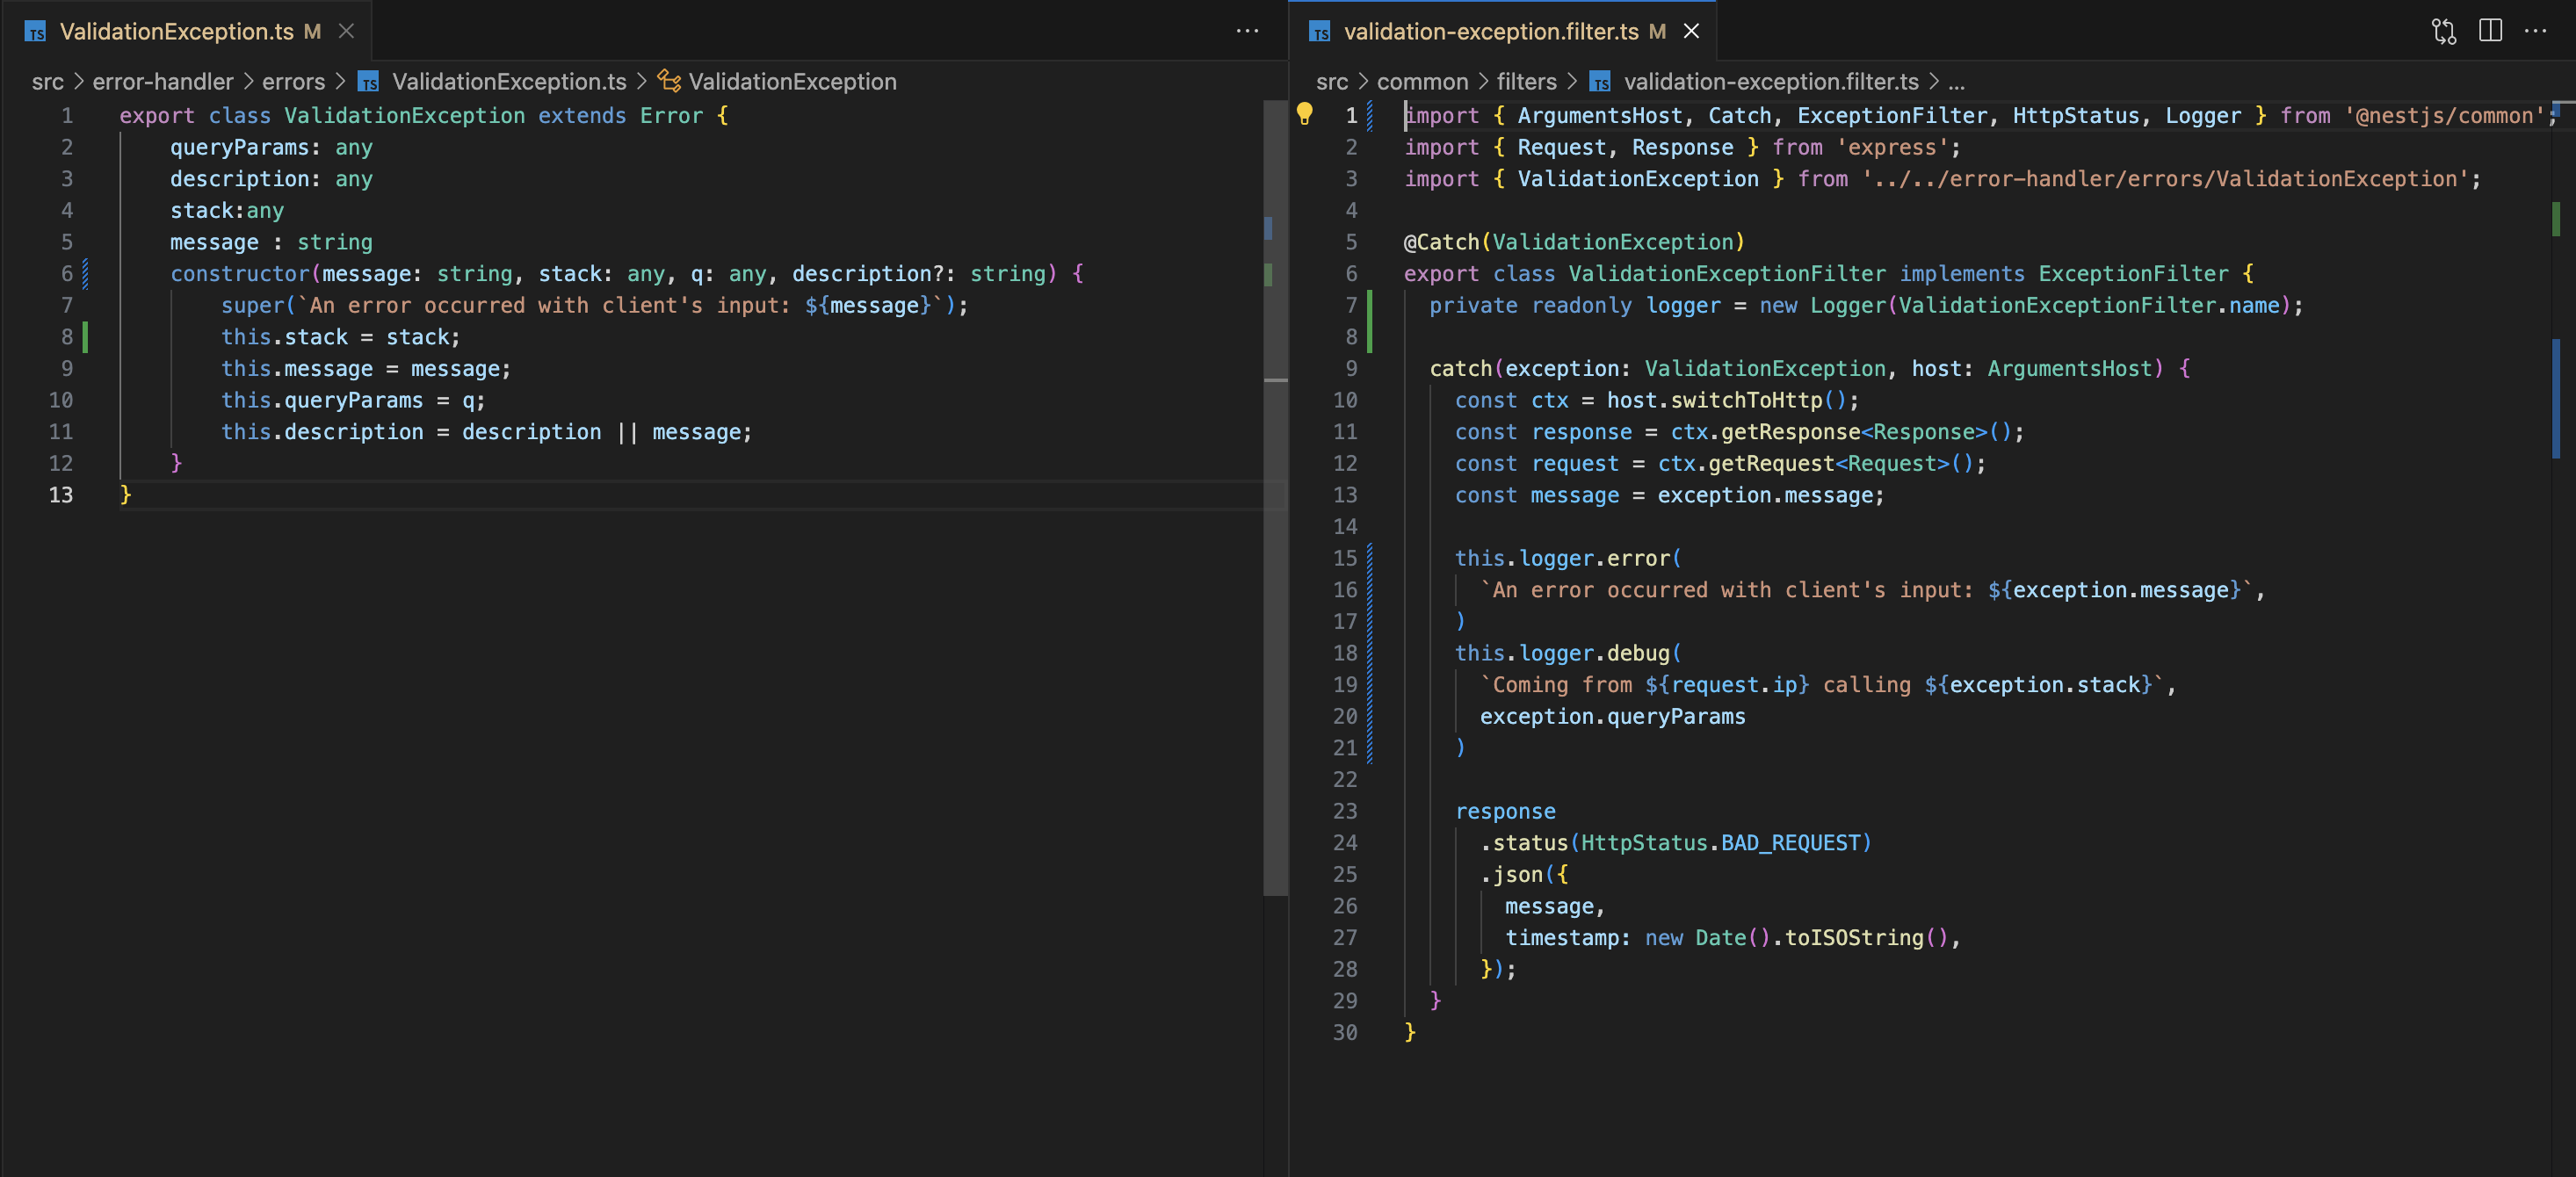 TS ValidationException.ts M
src > error-handler > errors > TS ValidationException.ts > ValidationException
1 export class ValidationException extends Error {
2 queryParams: any
3 description: any
4 stack:any
5 message : string
6 constructor(message: string, stack: any, q: any, description?: string) {
7 super(`An error occurred with client's input: ${message}`);
8 this.stack = stack;
9 this.message = message;
10 this.queryParams = q;
11 this.description = description || message;
12 }
13 }
TS validation-exception.filter.ts M
src > common > filters > TS validation-exception.filter.ts > ...
1 import { ArgumentsHost, Catch, ExceptionFilter, HttpStatus, Logger } from '@nestjs/common';
2 import { Request, Response } from 'express';
3 import { ValidationException } from '../../error-handler/errors/ValidationException';
4
5 @Catch(ValidationException)
6 export class ValidationExceptionFilter implements ExceptionFilter {
7 private readonly logger = new Logger(ValidationExceptionFilter.name);
8
9 catch(exception: ValidationException, host: ArgumentsHost) {
10 const ctx = host.switchToHttp();
11 const response = ctx.getResponse<Response>();
12 const request = ctx.getRequest<Request>();
13 const message = exception.message;
14
15 this.logger.error(
16 `An error occurred with client's input: ${exception.message}`,
17 )
18 this.logger.debug(
19 `Coming from ${request.ip} calling ${exception.stack}`,
20 exception.queryParams
21 )
22
23 response
24 .status(HttpStatus.BAD_REQUEST)
25 .json({
26 message,
27 timestamp: new Date().toISOString(),
28 });
29 }
30 }